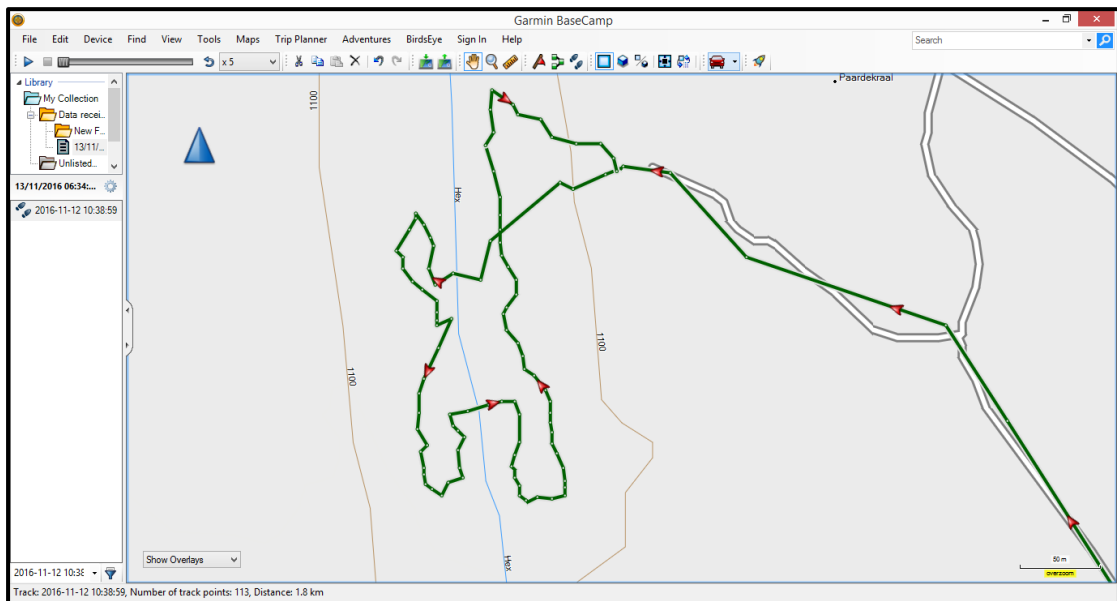 Garmin BaseCamp
File Edit Device Find View Tools Maps Trip Planner Adventures BirdsEye Sign In Help
Search
x 5
Library
My Collection
Data recei...
New F...
13/11/...
Unlisted...
13/11/2016 06:34:...
2016-11-12 10:38:59
Paardekraal
1100
Hex
1100
1100
Hex
Show Overlays
50 m
overzoom
2016-11-12 10:38
Track: 2016-11-12 10:38:59, Number of track points: 113, Distance: 1.8 km